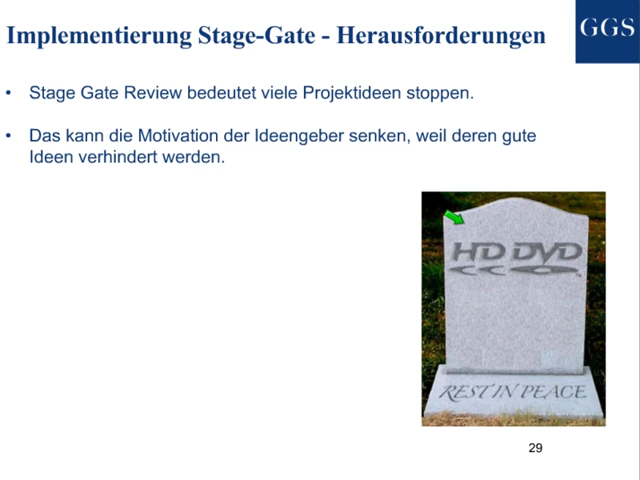 Implementierung Stage-Gate - Herausforderungen
GGS
• Stage Gate Review bedeutet viele Projektideen stoppen.
• Das kann die Motivation der Ideengeber senken, weil deren gute
Ideen verhindert werden.
HD DVD
REST IN PEACE
29